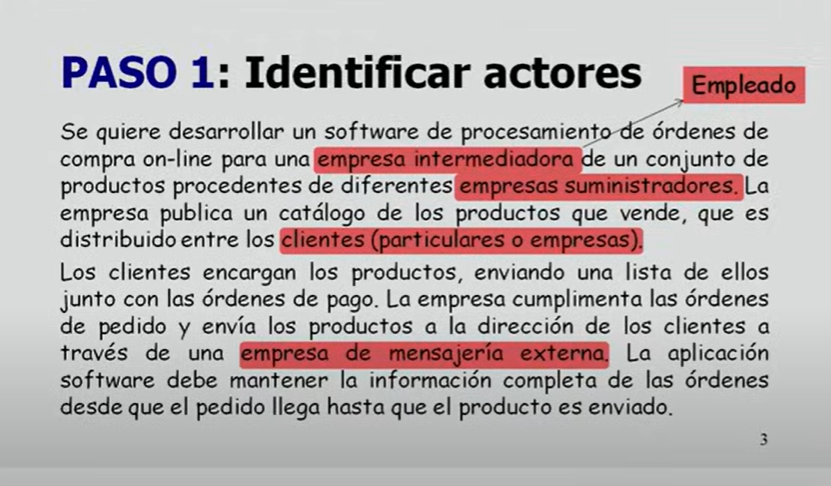 PASO 1: Identificar actores
Empleado
Se quiere desarrollar un software de procesamiento de órdenes de
compra on-line para una empresa intermediadora de un conjunto de
productos procedentes de diferentes empresas suministradores. La
empresa publica un catálogo de los productos que vende, que es
distribuido entre los clientes (particulares o empresas).
Los clientes encargan los productos, enviando una lista de ellos
junto con las órdenes de pago. La empresa cumplimenta las órdenes
de pedido y envía los productos a la dirección de los clientes a
través de una empresa de mensajería externa. La aplicación
software debe mantener la información completa de las órdenes
desde que el pedido llega hasta que el producto es enviado.
3